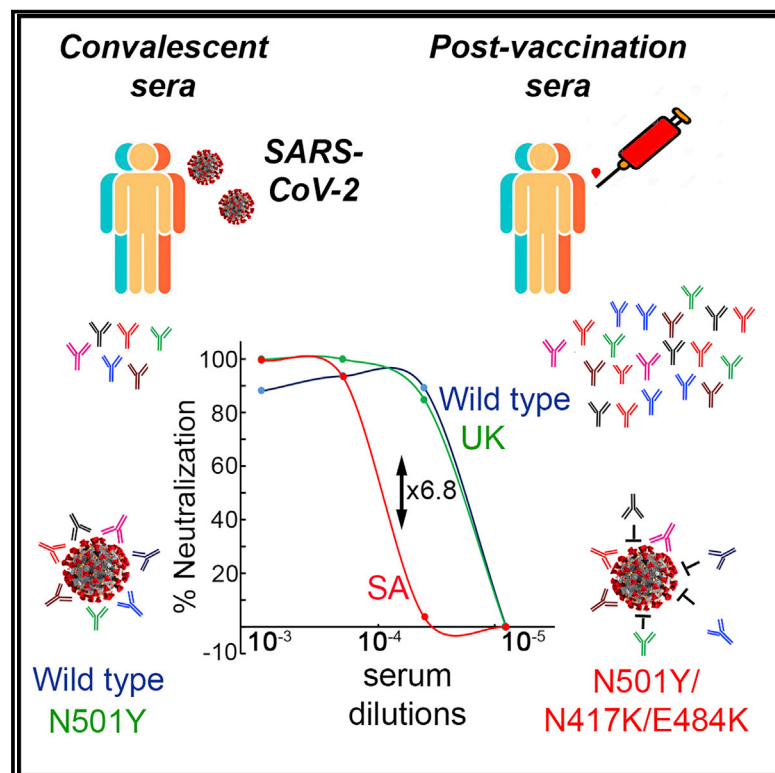 Convalescent
sera
Post-vaccination
sera
SARS-
CoV-2
100
80
60
40
20
-10
% Neutralization
Wild type
UK
x6.8
SA
10-3
10-4
10-5
serum
dilutions
Wild type
N501Y
N501Y/
N417K/E484K